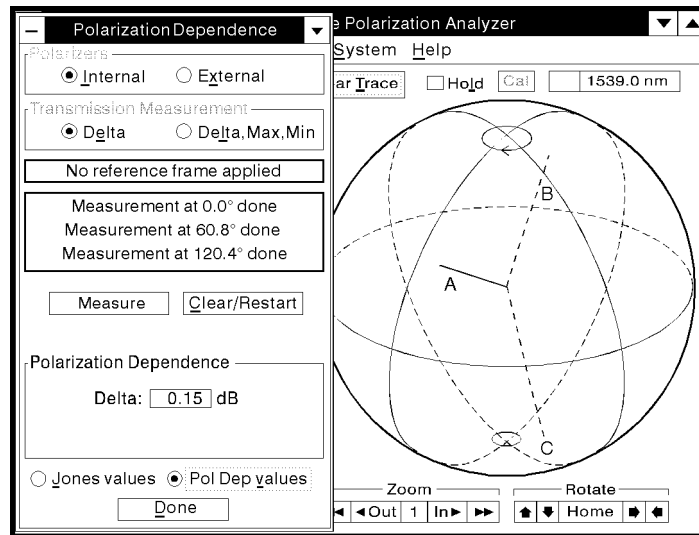 Polarization Dependence
Polarizers
Internal External
Transmission Measurement
Delta Delta,Max,Min
No reference frame applied
Measurement at 0.0° done
Measurement at 60.8° done
Measurement at 120.4° done
Measure Clear/Restart
Polarization Dependence
Delta: 0.15 dB
Jones values Pol Dep values
Done
e Polarization Analyzer
System Help
ar Trace Hold Cal 1539.0 nm
B
A
C
Zoom Rotate
Out 1 In Home